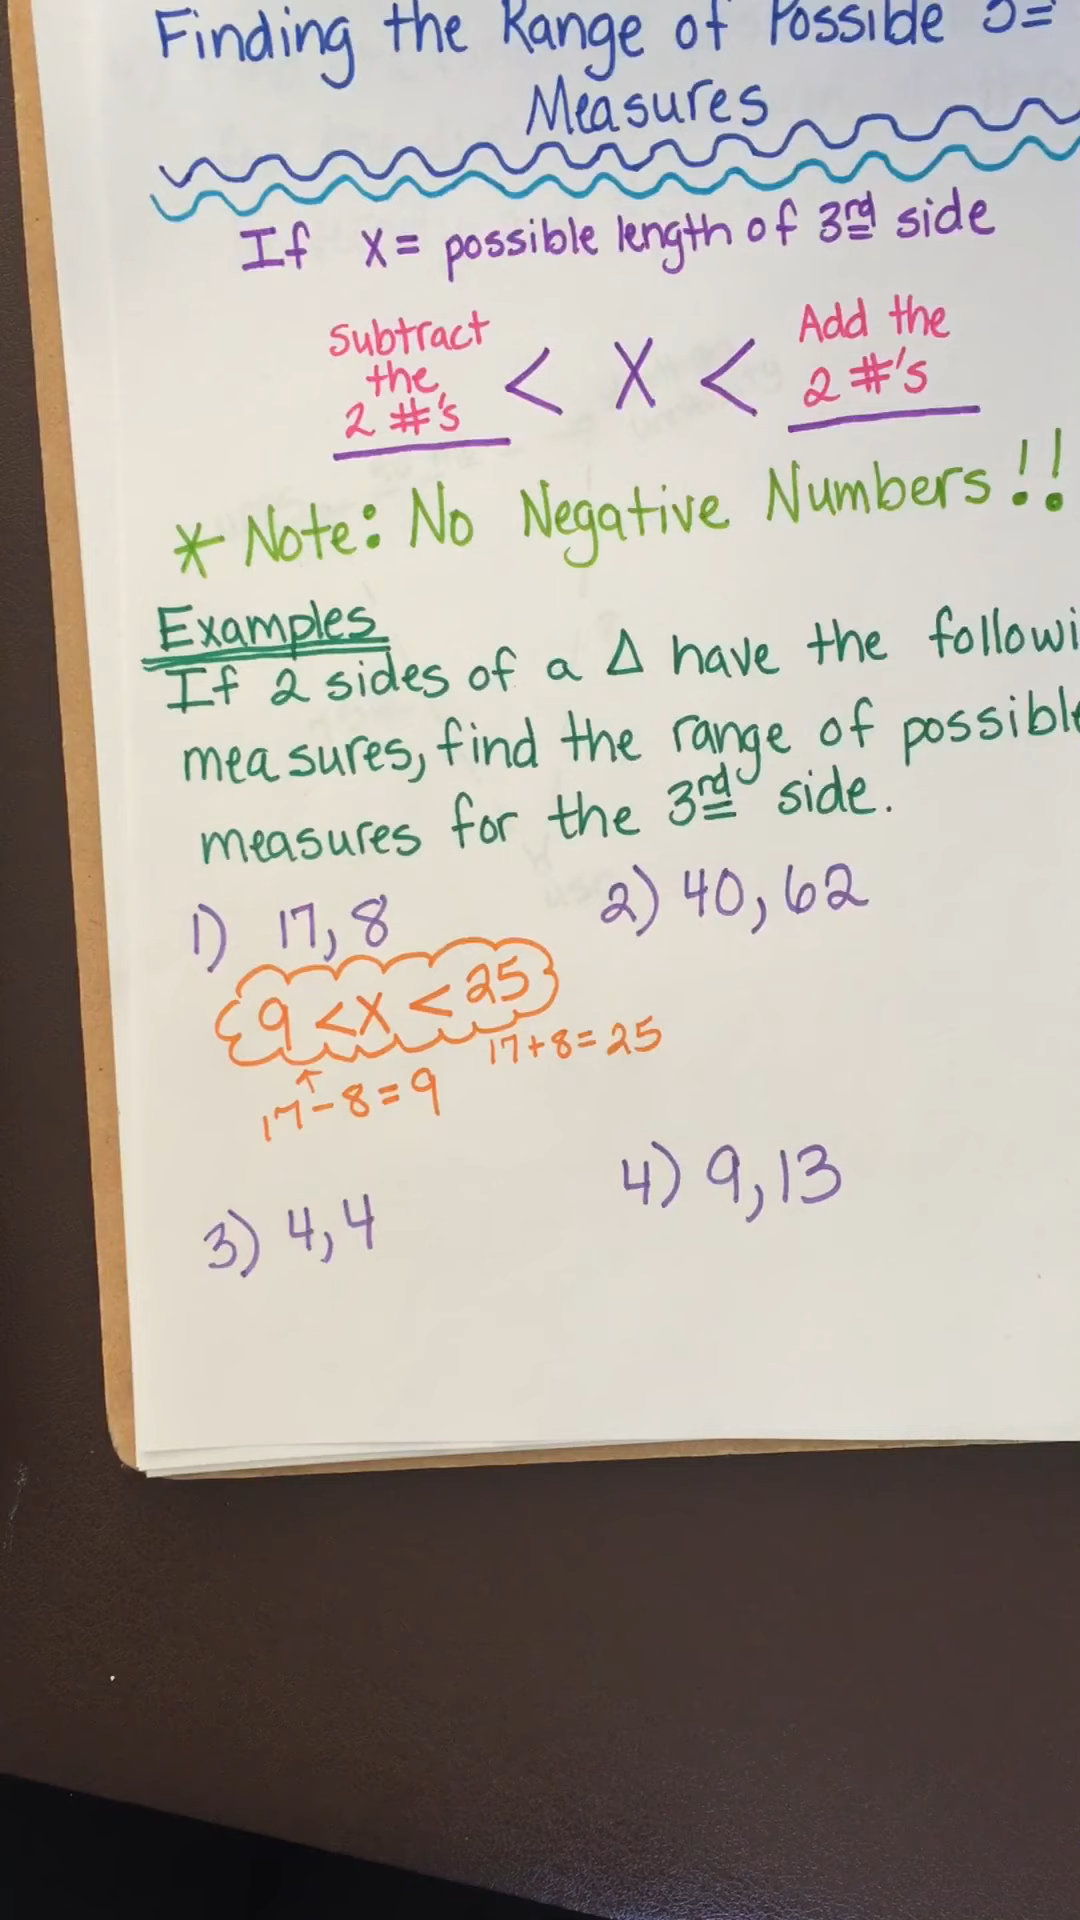 Finding the Range of Possible
Measures
If x = possible length of 3rd side
Subtract the 2 #'s < X < Add the 2 #'s
* Note: No Negative Numbers!!
Examples
If 2 sides of a Δ have the followi
measures, find the range of possible
measures for the 3rd side.
1) 17, 8
9 < x < 25
17 - 8 = 9
17 + 8 = 25
2) 40, 62
3) 4, 4
4) 9, 13